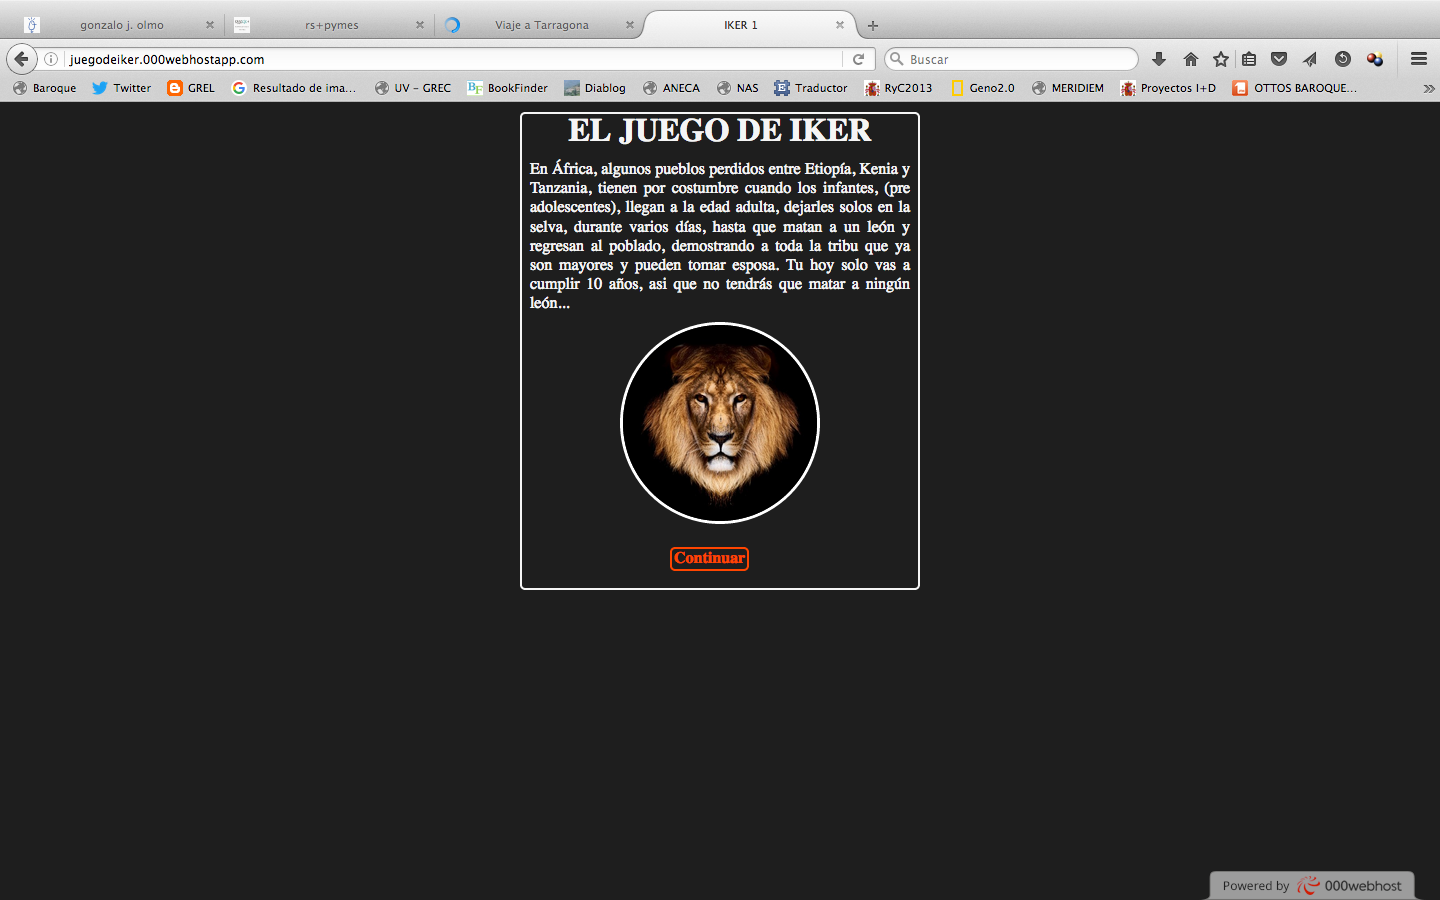 gonzalo j. olmo
rs+pymes
Viaje a Tarragona
IKER 1
juegodeiker.000webhostapp.com
Buscar
Baroque
Twitter
GREL
Resultado de ima...
UV – GREC
BookFinder
Diablog
ANECA
NAS
Traductor
RyC2013
Geno2.0
MERIDIEM
Proyectos I+D
OTTOS BAROQUE...
EL JUEGO DE IKER
En África, algunos pueblos perdidos entre Etiopía, Kenia y
Tanzania, tienen por costumbre cuando los infantes, (pre
adolescentes), llegan a la edad adulta, dejarles solos en la
selva, durante varios días, hasta que matan a un león y
regresan al poblado, demostrando a toda la tribu que ya
son mayores y pueden tomar esposa. Tu hoy solo vas a
cumplir 10 años, asi que no tendrás que matar a ningún
león...
Continuar
Powered by 000webhost